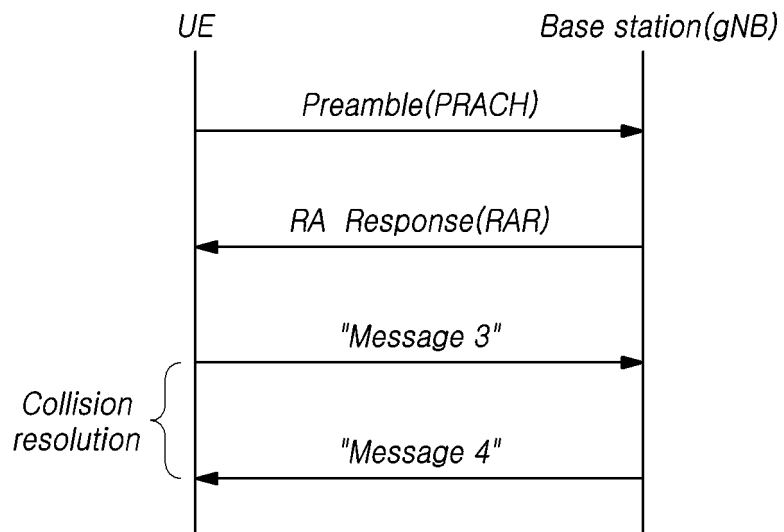 UE
Base station(gNB)
Preamble(PRACH)
RA Response(RAR)
"Message 3"
Collision
resolution
"Message 4"